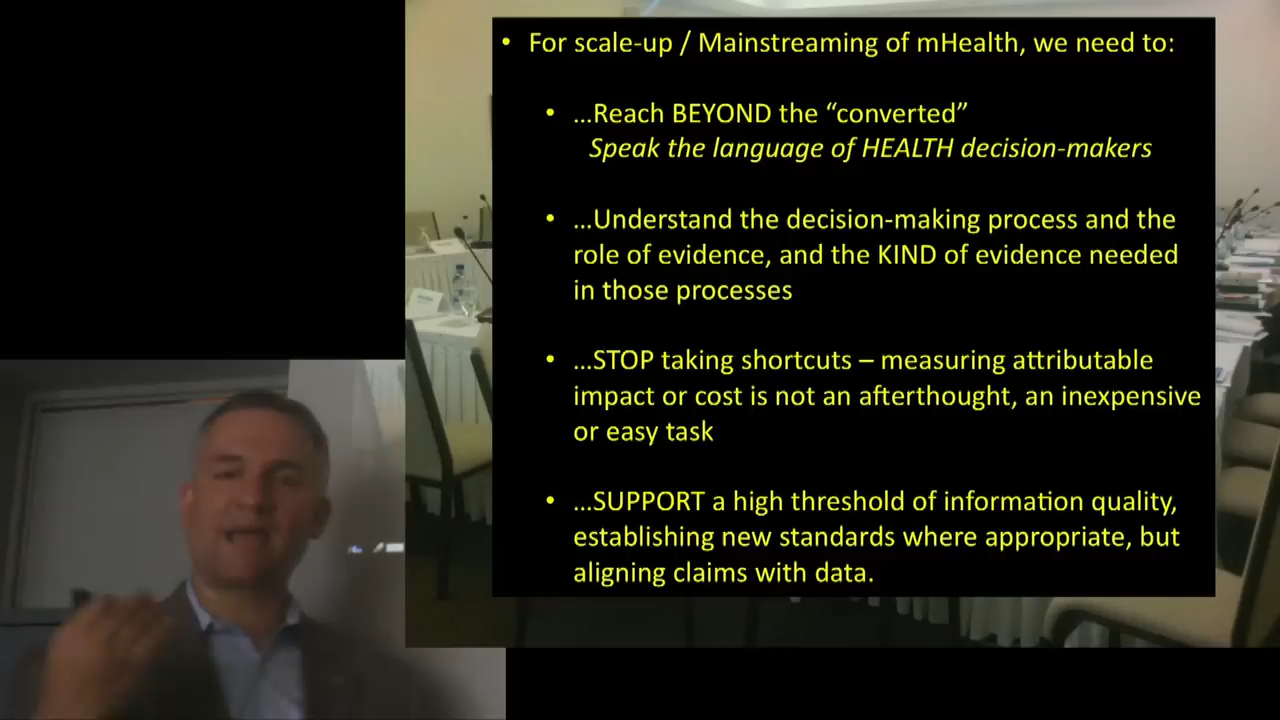 • For scale-up / Mainstreaming of mHealth, we need to:
• …Reach BEYOND the “converted”
Speak the language of HEALTH decision-makers
• …Understand the decision-making process and the
role of evidence, and the KIND of evidence needed
in those processes
• …STOP taking shortcuts – measuring attributable
impact or cost is not an afterthought, an inexpensive
or easy task
• …SUPPORT a high threshold of information quality,
establishing new standards where appropriate, but
aligning claims with data.